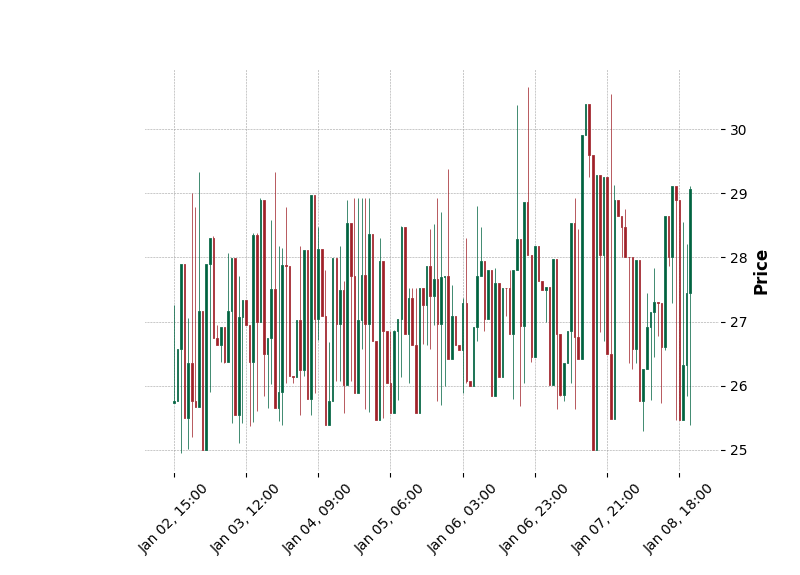 30
29
28
27
26
25
Price
Jan 02, 15:00
Jan 03, 12:00
Jan 04, 09:00
Jan 05, 06:00
Jan 06, 03:00
Jan 06, 23:00
Jan 07, 21:00
Jan 08, 18:00